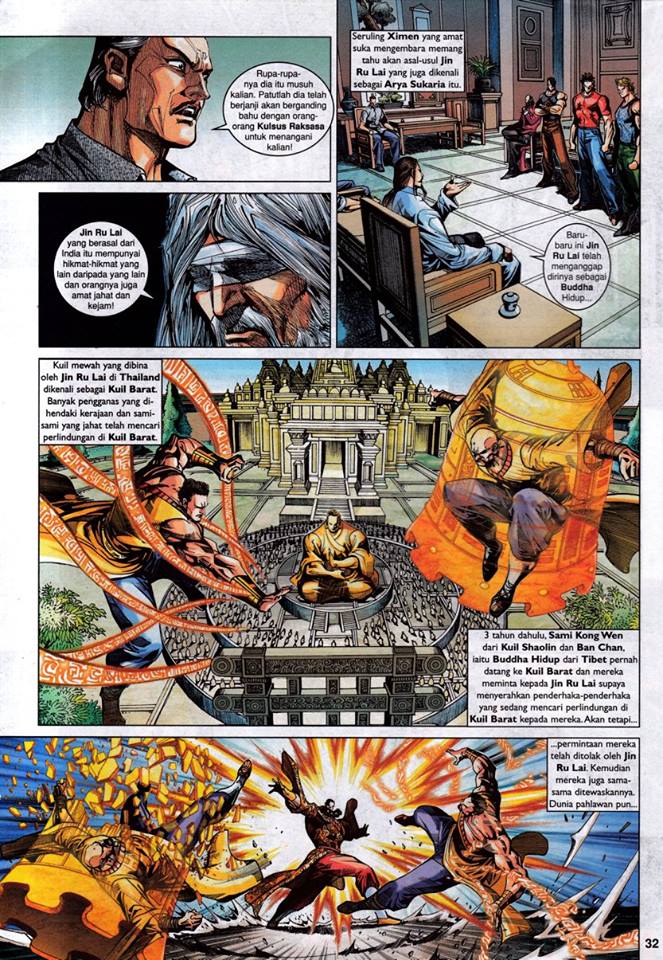 Rupa-rupa-
nya dia itu musuh
kalian. Patutlah dia telah
berjanji akan berganding
bahu dengan orang-
orang Kulsus Raksasa
untuk menangani
kalian!
Seruling Ximen yang amat
suka mengembara memang
tahu akan asal-usul Jin
Ru Lai yang juga dikenali
sebagai Arya Sukaria itu.
Baru-
baru ini Jin
Ru Lai telah
menganggap
dirinya sebagai
Buddha
Hidup...
Jin Ru Lai
yang berasal dari
India itu mempunyai
hikmat-hikmat yang
lain daripada yang lain
dan orangnya juga
amat jahat dan
kejam!
Kuil mewah yang dibina
oleh Jin Ru Lai di Thailand
dikenali sebagai Kuil Barat.
Banyak pengganas yang di-
hendaki kerajaan dan sami-
sami yang jahat telah mencari
perlindungan di Kuil Barat.
3 tahun dahulu, Sami Kong Wen
dari Kuil Shaolin dan Ban Chan,
iaitu Buddha Hidup dari Tibet pernah
datang ke Kuil Barat dan mereka
meminta kepada Jin Ru Lai supaya
menyerahkan penderhaka-penderhaka
yang sedang mencari perlindungan di
Kuil Barat kepada mereka. Akan tetapi...
...permintaan mereka
telah ditolak oleh Jin
Ru Lai. Kemudian
mereka juga sama-
sama ditewaskannya.
Dunia pahlawan pun...
32